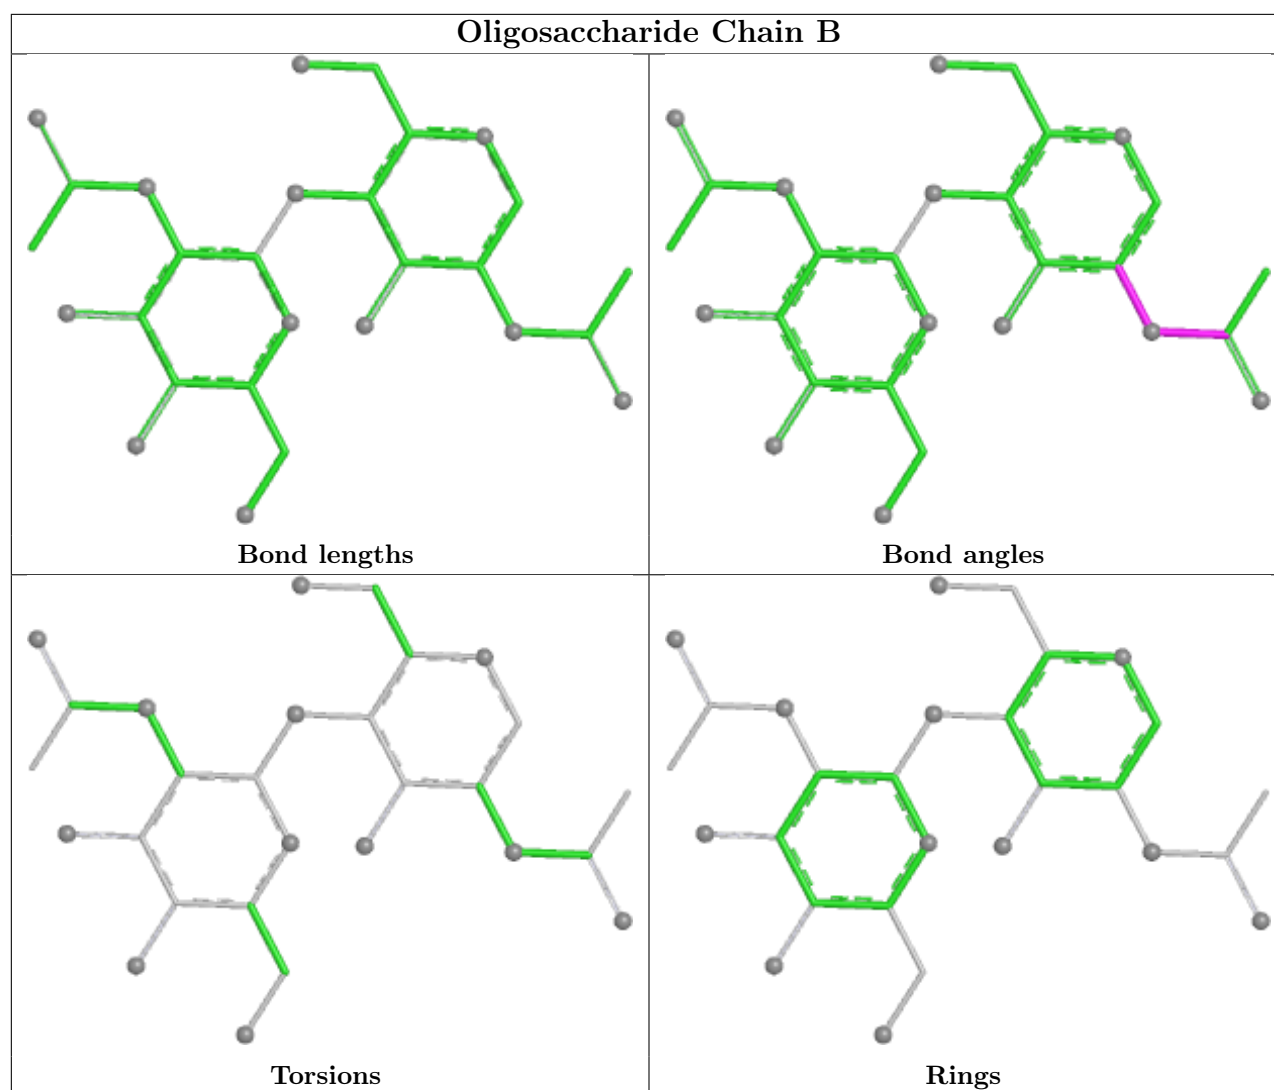 Oligosaccharide Chain B
Bond lengths
Bond angles
Torsions
Rings